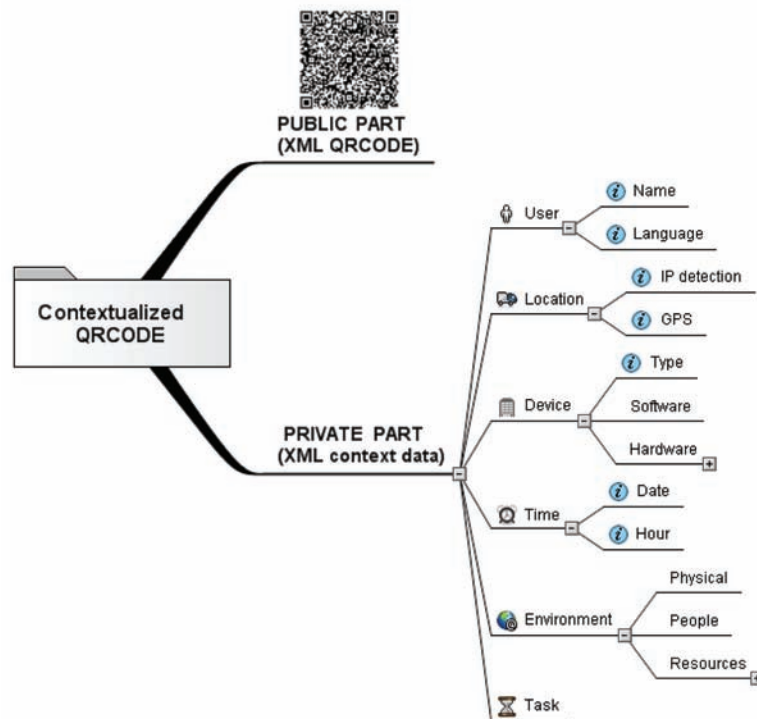 PUBLIC PART
(XML QRCODE)
Contextualized
QRCODE
PRIVATE PART
(XML context data)
User
Name
Language
Location
IP detection
GPS
Device
Type
Software
Hardware
Time
Date
Hour
Environment
Physical
People
Resources
Task